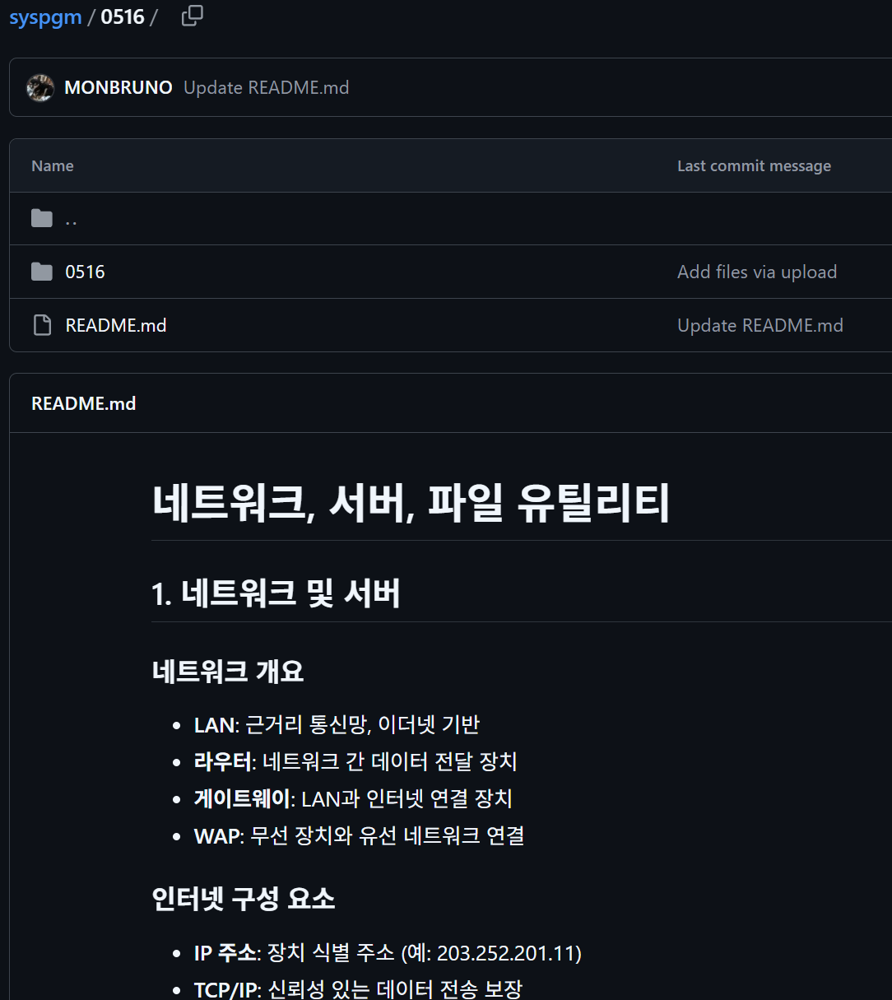 syspgm / 0516 /
MONBRUNO Update README.md
Name Last commit message
..
0516 Add files via upload
README.md Update README.md
README.md
네트워크, 서버, 파일 유틸리티
1. 네트워크 및 서버
네트워크 개요
• LAN: 근거리 통신망, 이더넷 기반
• 라우터: 네트워크 간 데이터 전달 장치
• 게이트웨이: LAN과 인터넷 연결 장치
• WAP: 무선 장치와 유선 네트워크 연결
인터넷 구성 요소
• IP 주소: 장치 식별 주소 (예: 203.252.201.11)
• TCP/IP: 신뢰성 있는 데이터 전송 보장